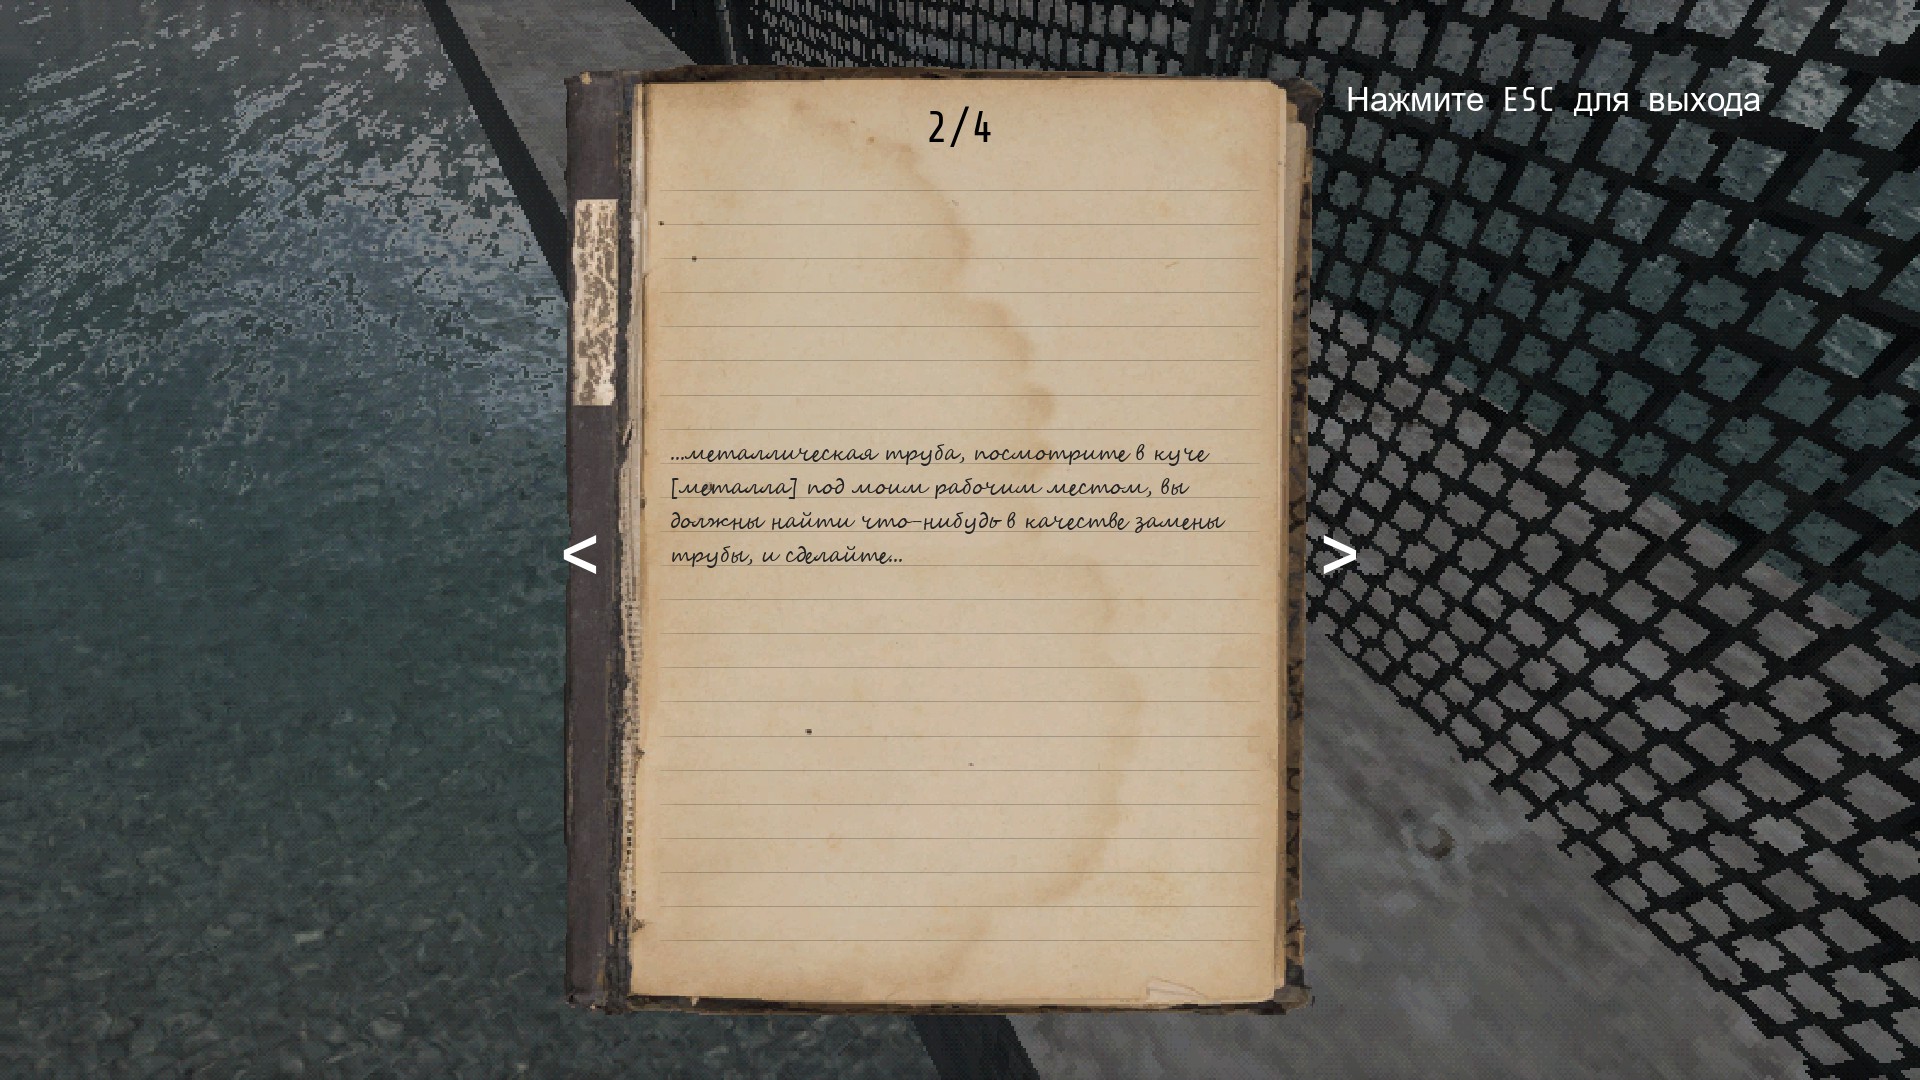 Нажмите ESC для выхода
2/4
...металлическая труба, посмотрите в куче
[металла] под моим рабочим местом, вы
должны найти что-нибудь в качестве замены
трубы, и сделайте...
< >